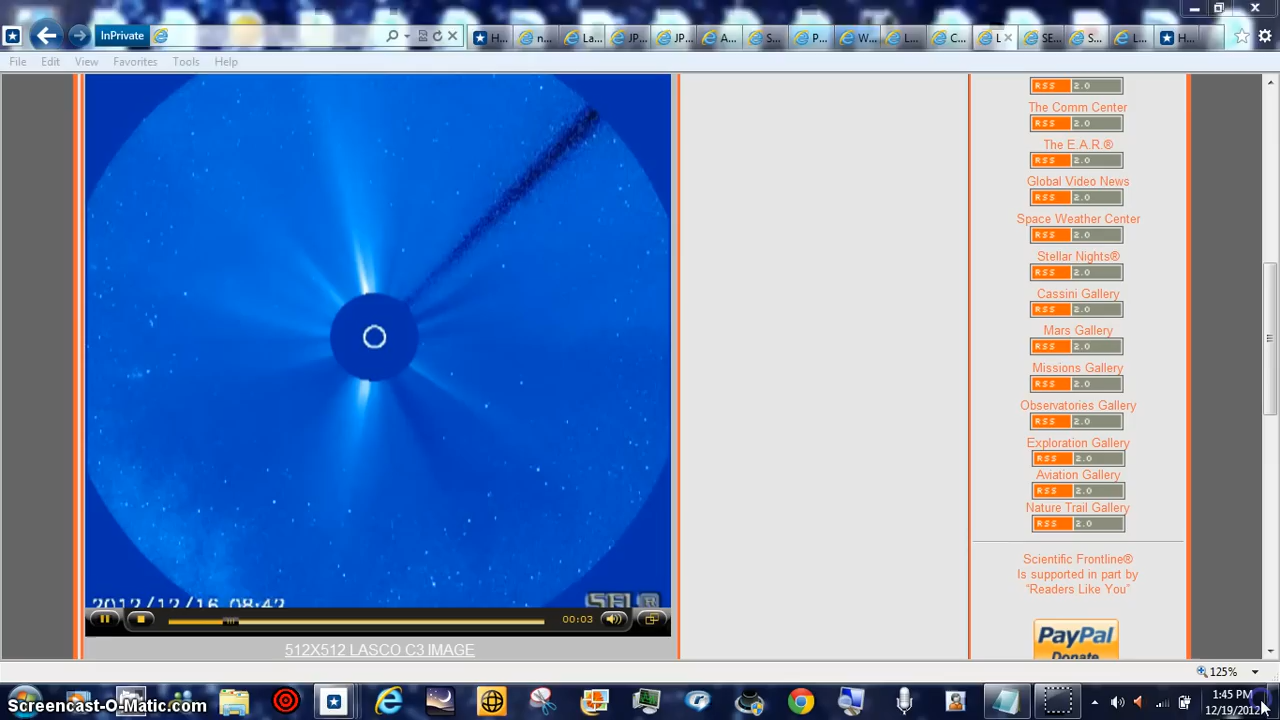 InPrivate
H...
n...
La...
JP...
JP...
A...
S...
P...
W...
L...
C...
L
SE...
S...
L...
H...
File Edit View Favorites Tools Help
RSS 2.0
The Comm Center
RSS 2.0
The E.A.R.®
RSS 2.0
Global Video News
RSS 2.0
Space Weather Center
RSS 2.0
Stellar Nights®
RSS 2.0
Cassini Gallery
RSS 2.0
Mars Gallery
RSS 2.0
Missions Gallery
RSS 2.0
Observatories Gallery
RSS 2.0
Exploration Gallery
RSS 2.0
Aviation Gallery
RSS 2.0
Nature Trail Gallery
RSS 2.0
Scientific Frontline®
Is supported in part by
“Readers Like You”
PayPal
Donate
2012/12/16 08:42
00:03
512X512 LASCO C3 IMAGE
125%
Screencast-O-Matic.com
1:45 PM
12/19/2012